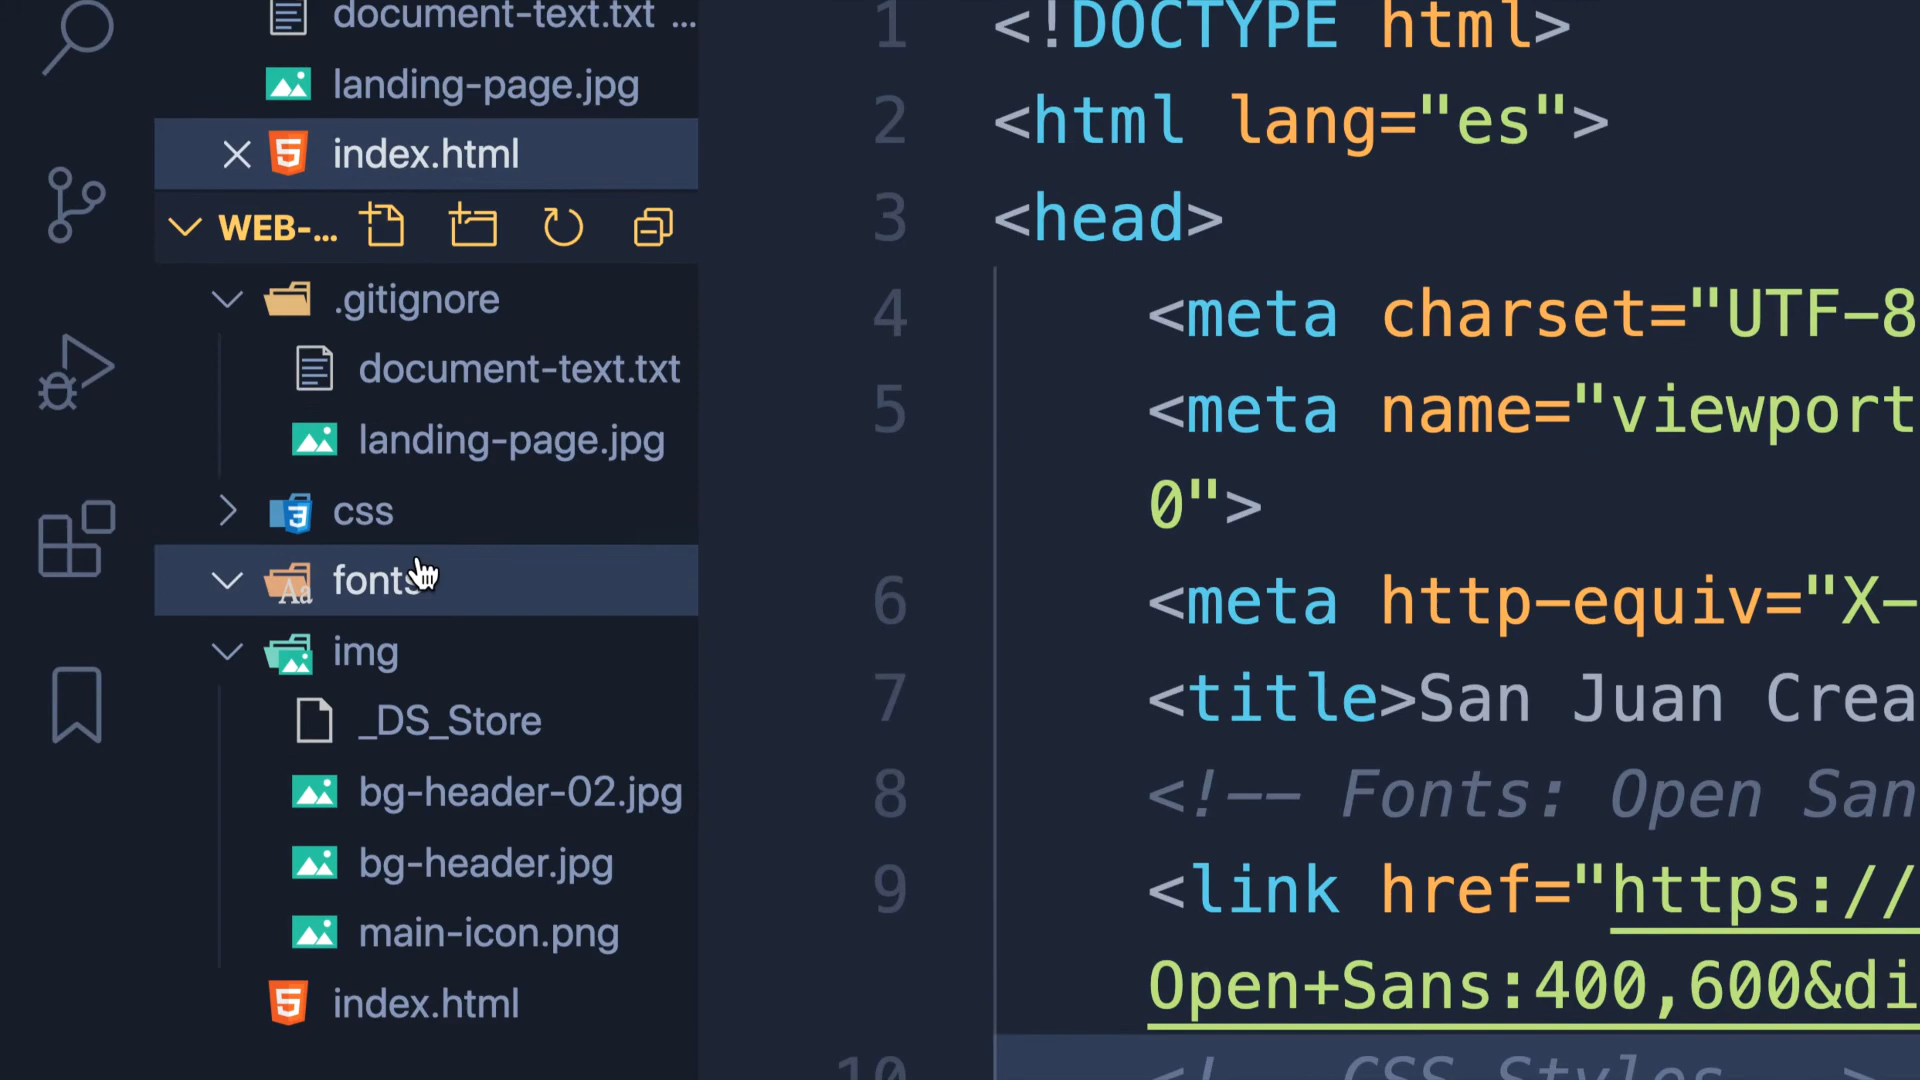 document-text.txt ...
landing-page.jpg
index.html
WEB-...
.gitignore
document-text.txt
landing-page.jpg
css
fonts
img
_DS_Store
bg-header-02.jpg
bg-header.jpg
main-icon.png
index.html
1 <!DOCTYPE html>
2 <html lang="es">
3 <head>
4 <meta charset="UTF-8
5 <meta name="viewport
0">
6 <meta http-equiv="X-
7 <title>San Juan Crea
8 <!-- Fonts: Open San
9 <link href="https://
Open+Sans:400,600&di
10 <!-- CSS Styles -->